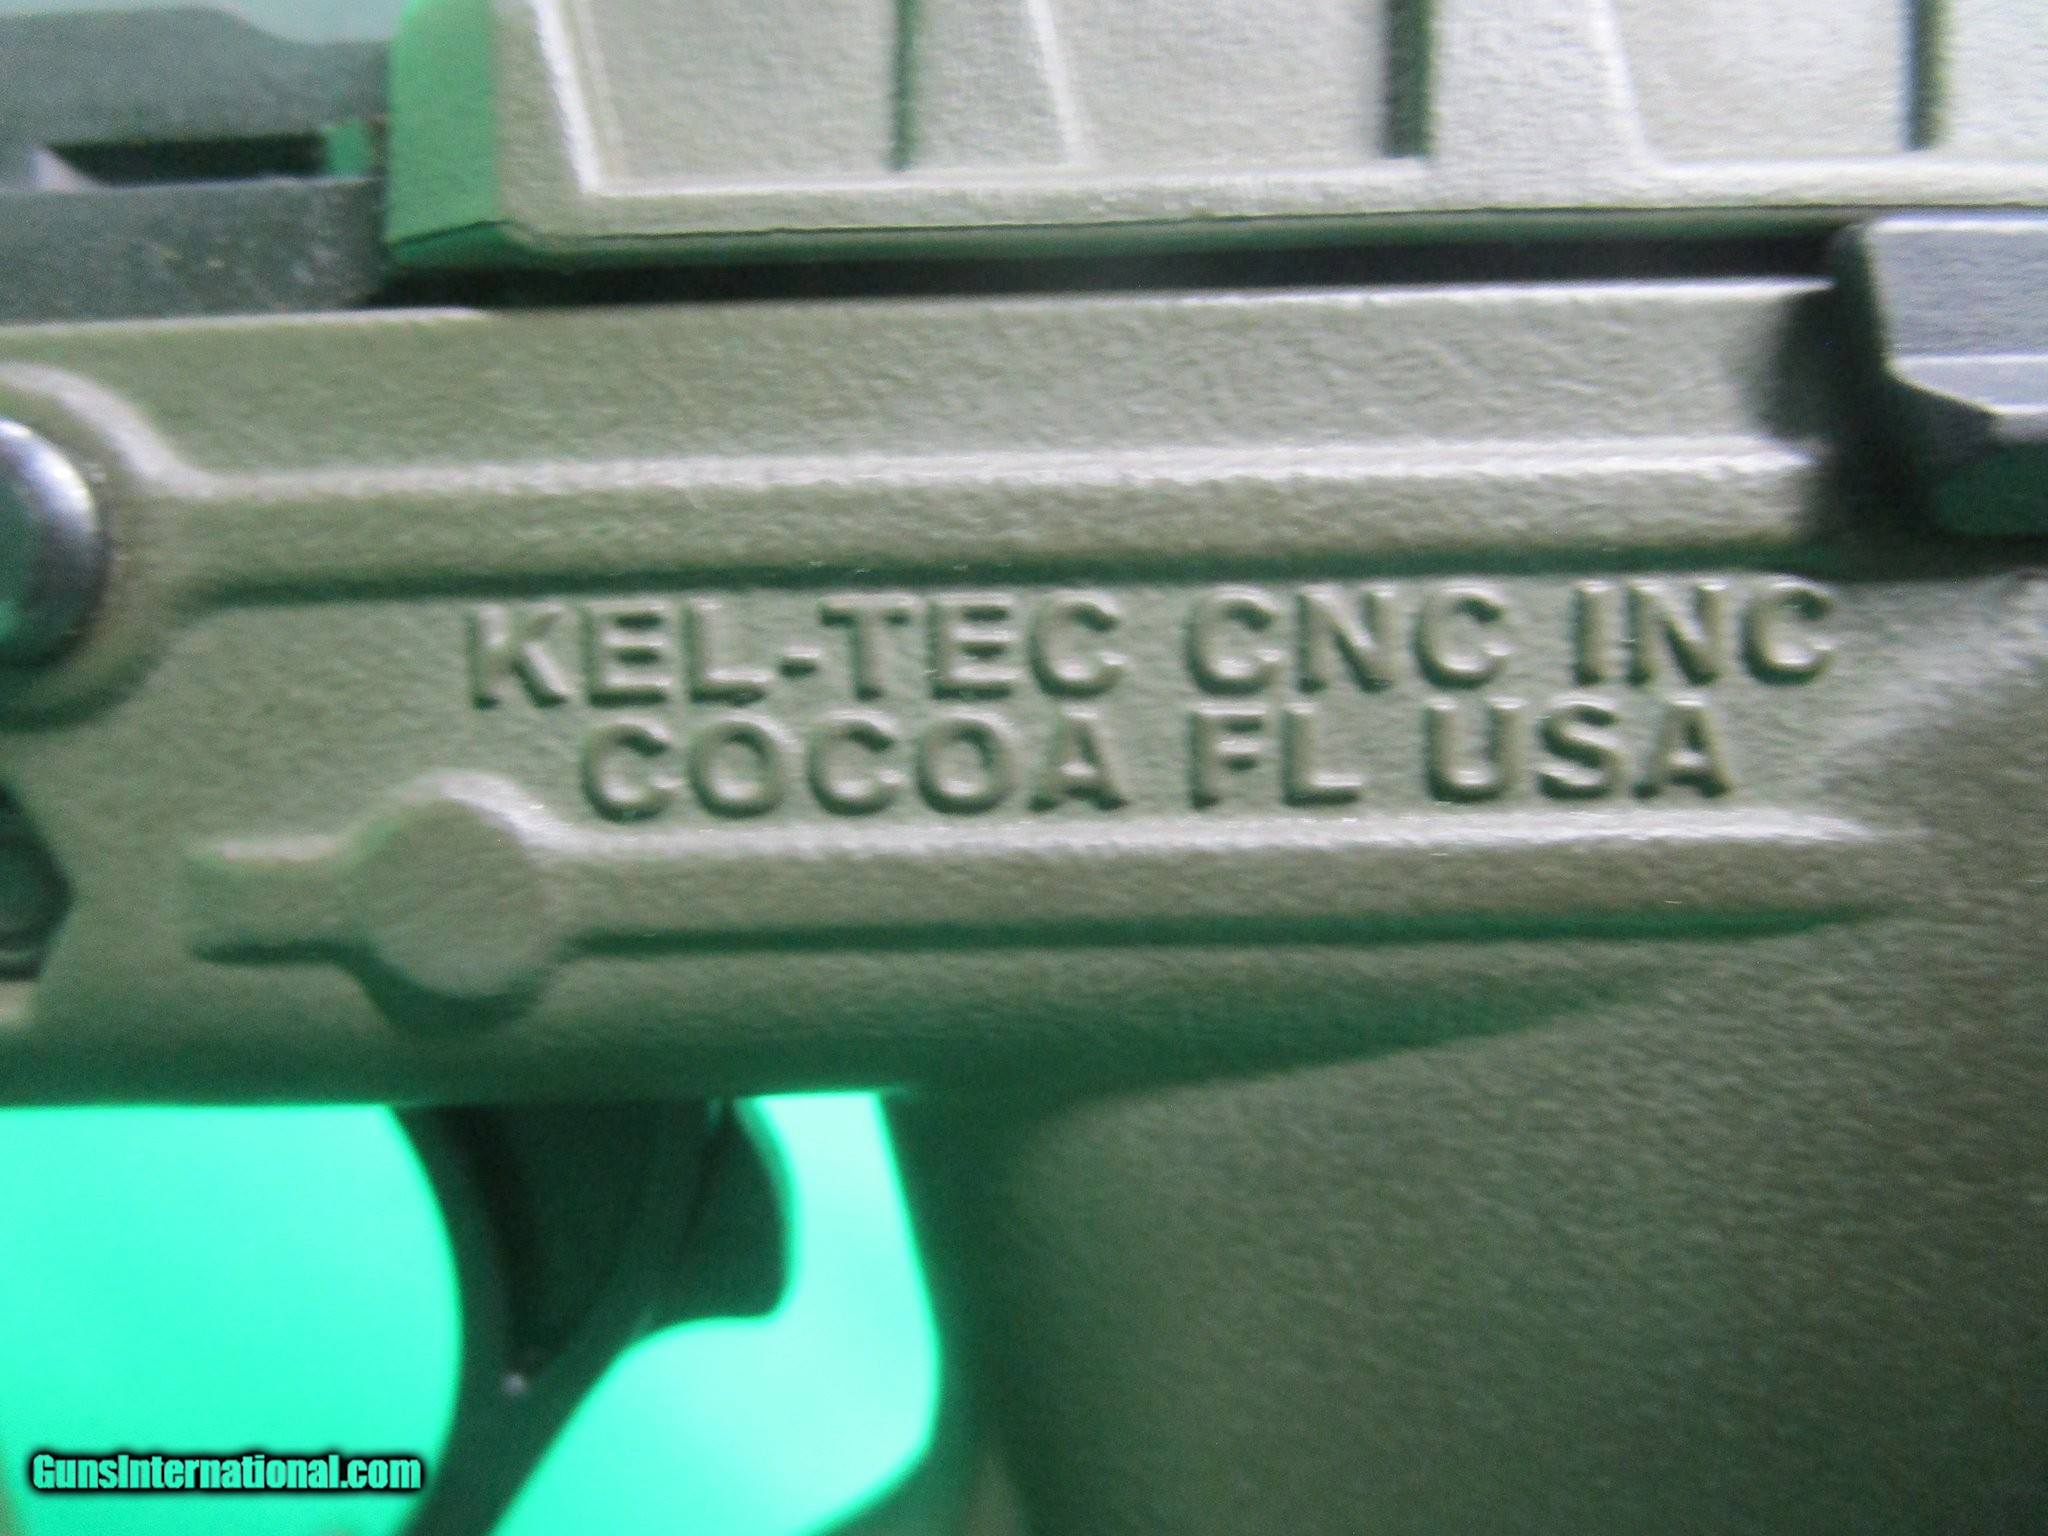 KEL-TEC CNC INC
COCOA FL USA
GunsInternational.com